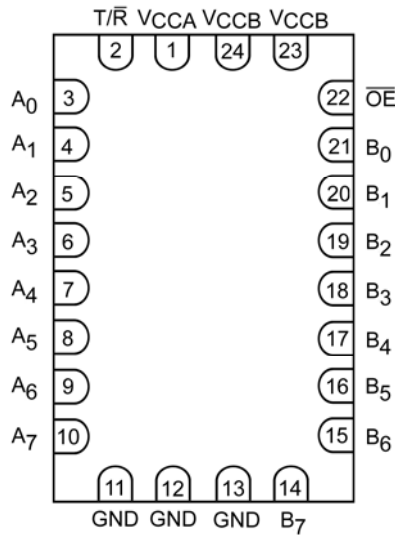 T/R̅ VCCA VCCB VCCB
2 1 24 23
A0 3 22 O̅E̅
A1 4 21 B0
A2 5 20 B1
A3 6 19 B2
A4 7 18 B3
A5 8 17 B4
A6 9 16 B5
A7 10 15 B6
11 12 13 14
GND GND GND B7